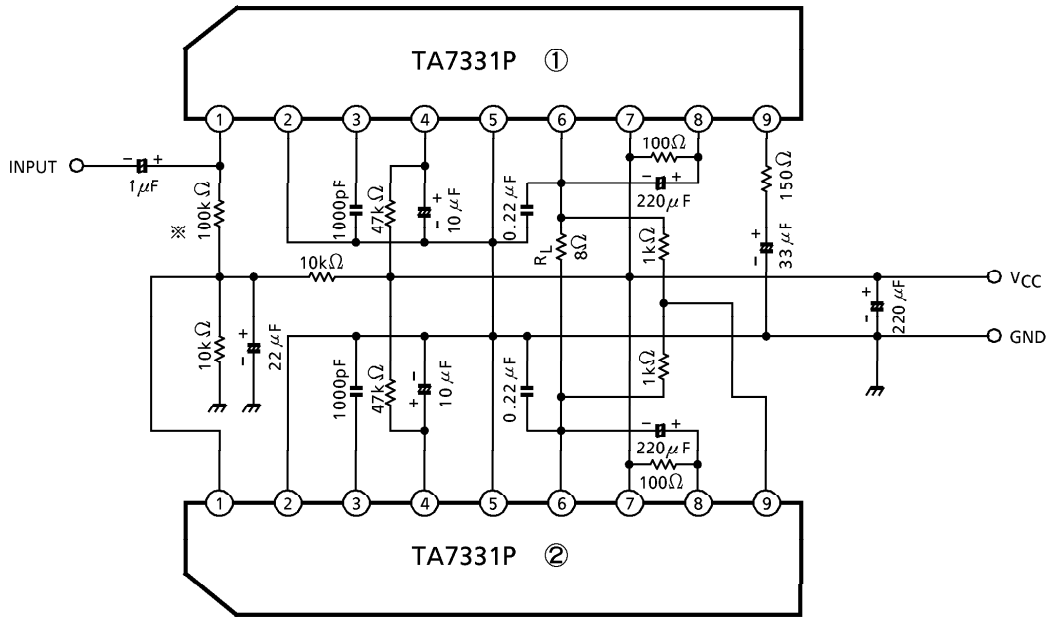 TA7331P ①
1 2 3 4 5 6 7 8 9
INPUT
− +
1μF
100kΩ
※
1000pF
47kΩ
+
-
10μF
0.22μF
100Ω
− +
220μF
150Ω
+
-
33μF
RL
8Ω
1kΩ
10kΩ
VCC
+
-
220μF
GND
10kΩ
+
-
22μF
1000pF
47kΩ
-
+
10μF
0.22μF
1kΩ
− +
220μF
100Ω
1 2 3 4 5 6 7 8 9
TA7331P ②